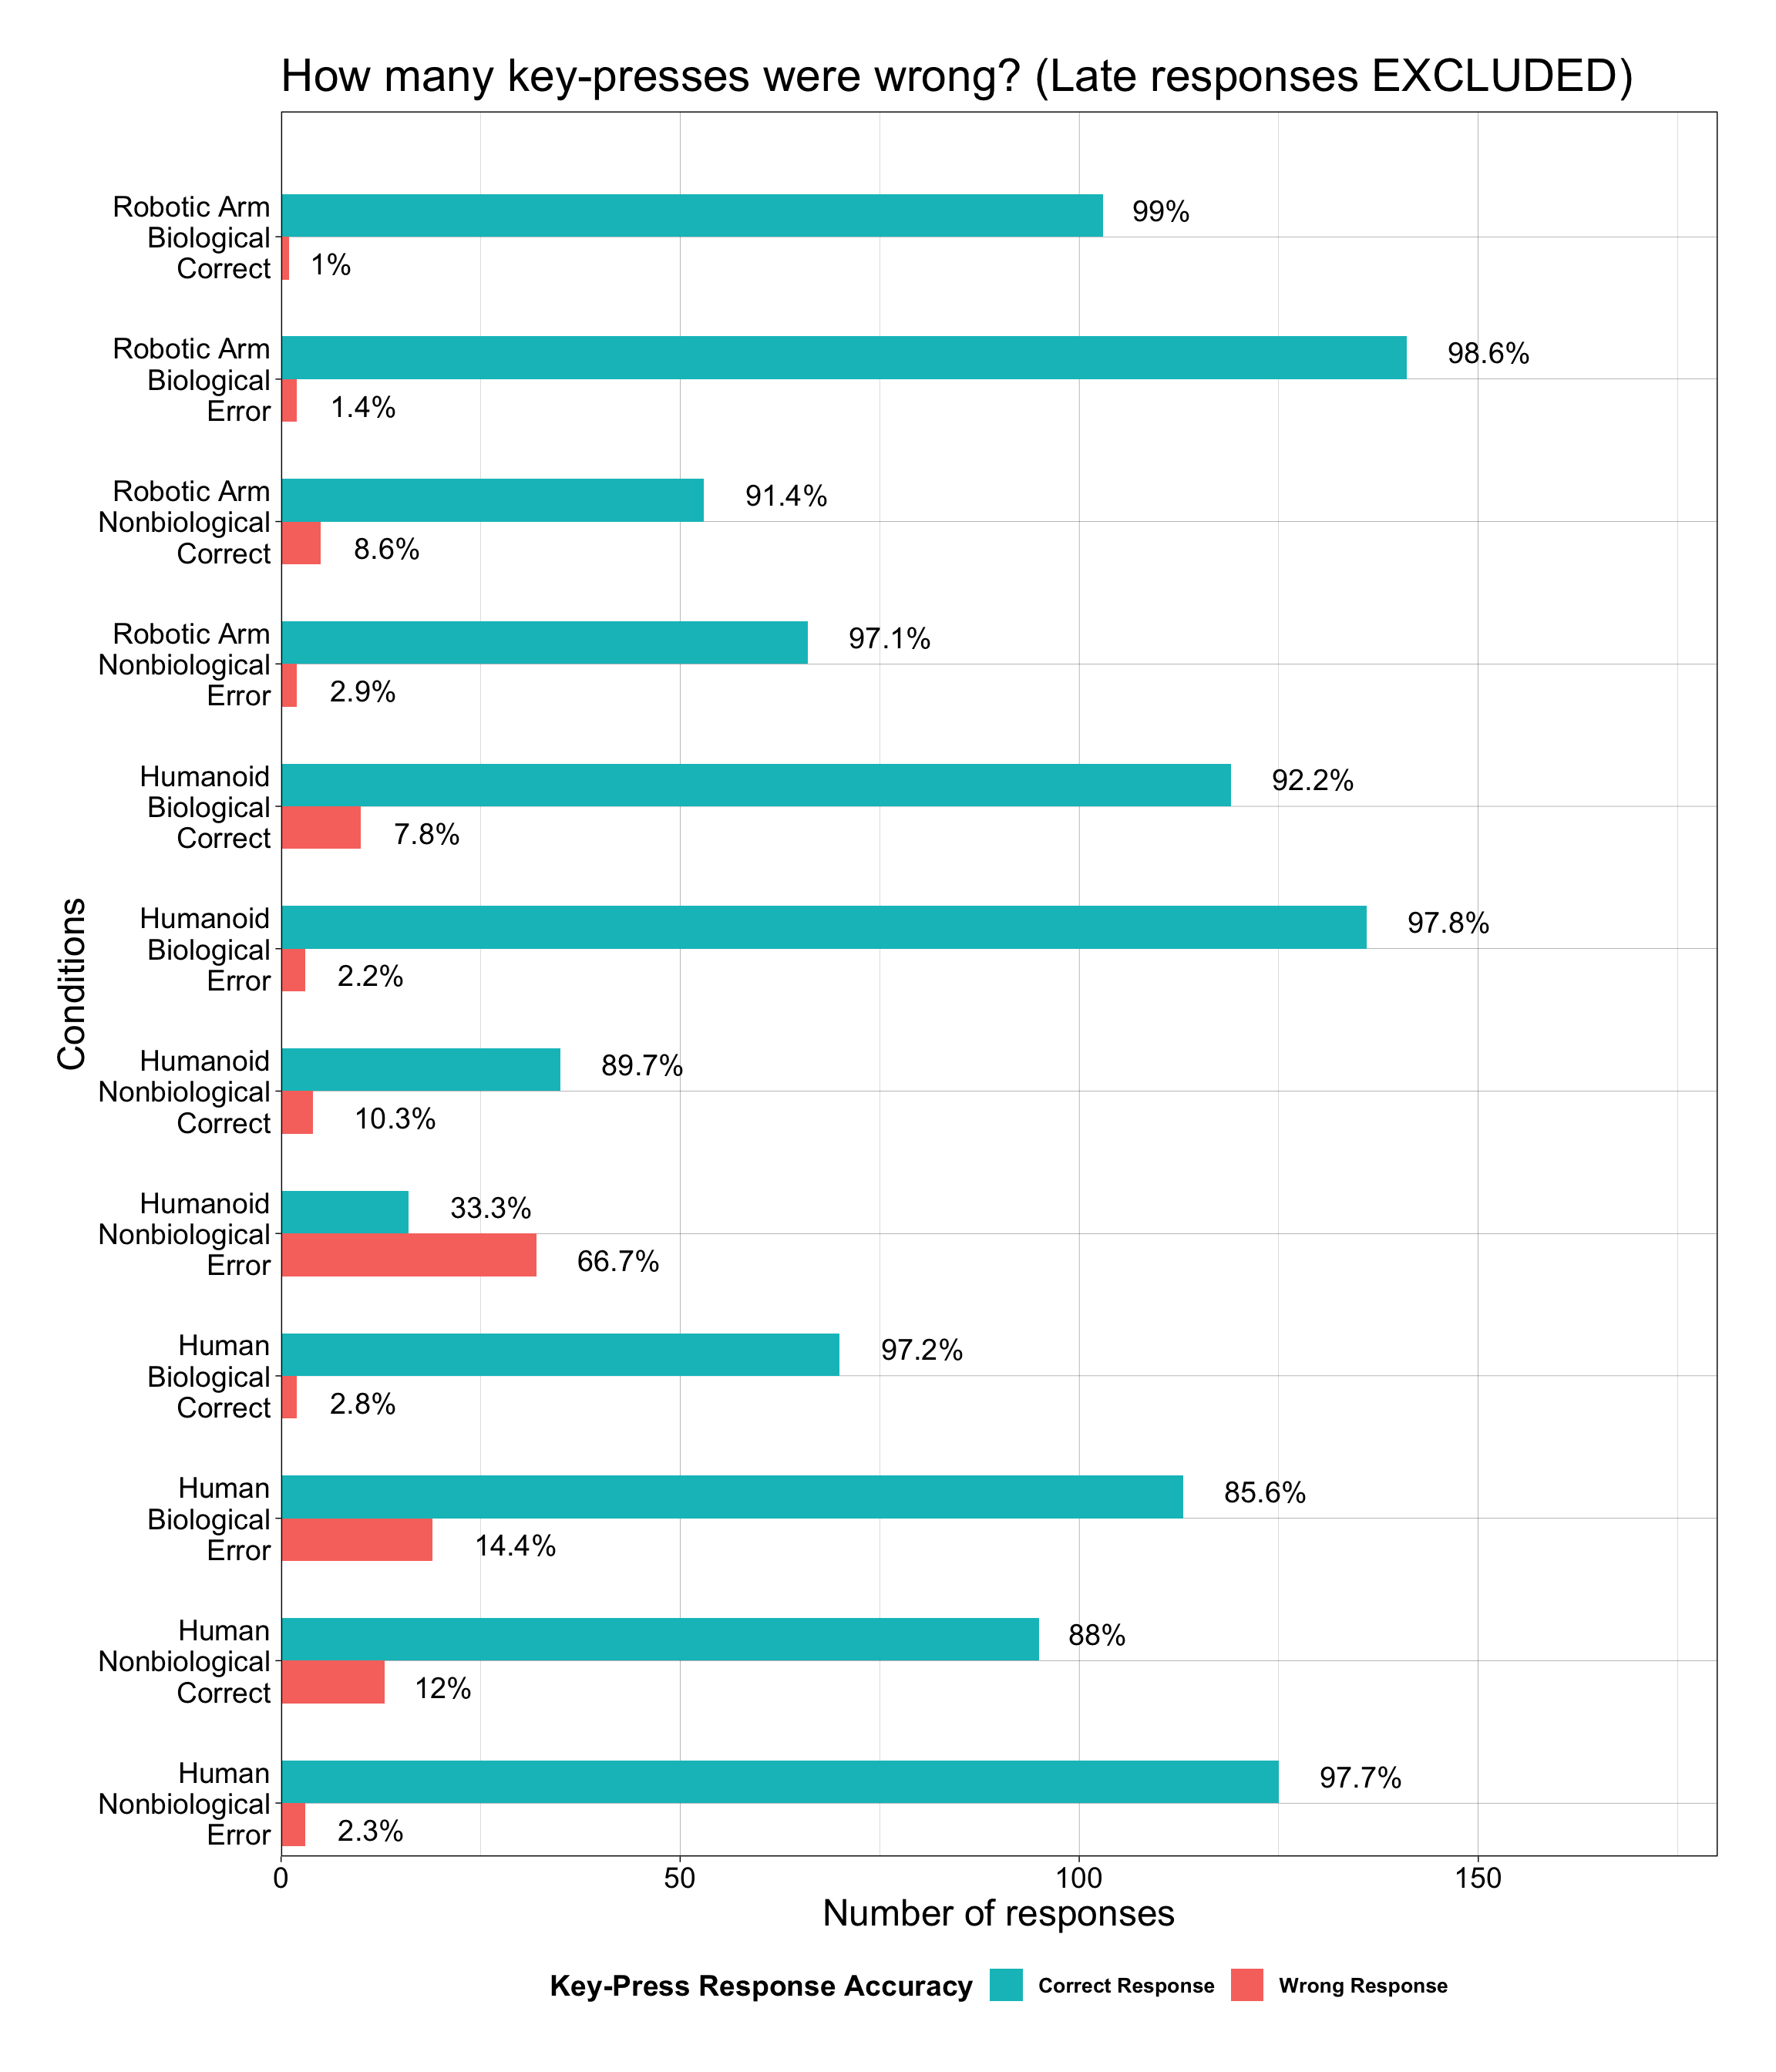 How many key-presses were wrong? (Late responses EXCLUDED)
Robotic Arm
Biological
Correct
99%
1%
Robotic Arm
Biological
Error
98.6%
1.4%
Robotic Arm
Nonbiological
Correct
91.4%
8.6%
Robotic Arm
Nonbiological
Error
97.1%
2.9%
Humanoid
Biological
Correct
92.2%
7.8%
Humanoid
Biological
Error
97.8%
2.2%
Humanoid
Nonbiological
Correct
89.7%
10.3%
Humanoid
Nonbiological
Error
33.3%
66.7%
Human
Biological
Correct
97.2%
2.8%
Human
Biological
Error
85.6%
14.4%
Human
Nonbiological
Correct
88%
12%
Human
Nonbiological
Error
97.7%
2.3%
Conditions
0 50 100 150
Number of responses
Key-Press Response Accuracy Correct Response Wrong Response